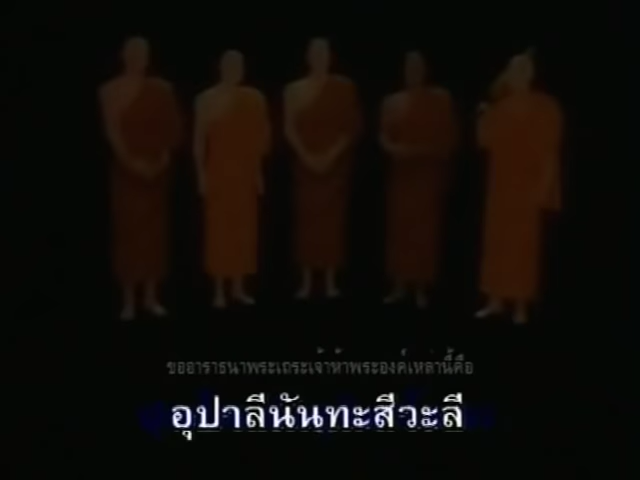 ขออาราธนาพระเถระเจ้าห้าพระองค์เหล่านี้คือ
อุปาลีนันทะสีวะลี